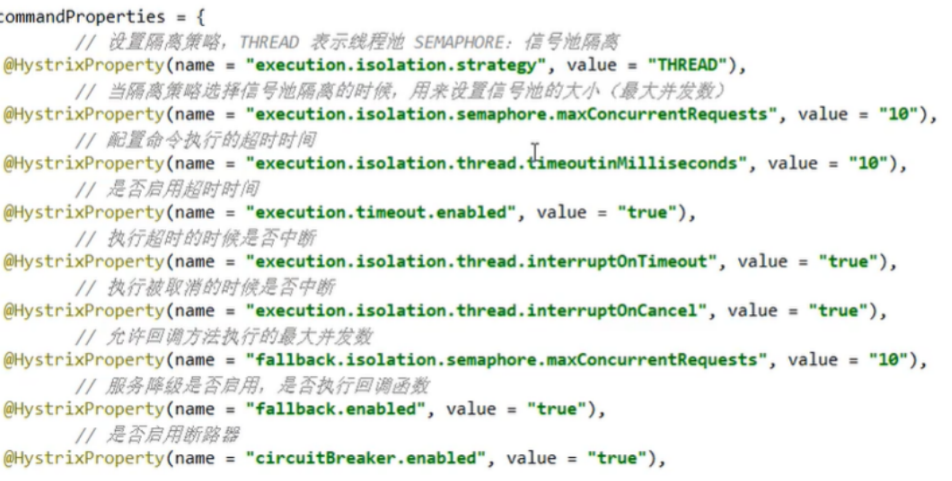 commandProperties = {
// 设置隔离策略，THREAD 表示线程池 SEMAPHORE：信号池隔离
@HystrixProperty(name = "execution.isolation.strategy", value = "THREAD"),
// 当隔离策略选择信号池隔离的时候，用来设置信号池的大小（最大并发数）
@HystrixProperty(name = "execution.isolation.semaphore.maxConcurrentRequests", value = "10"),
// 配置命令执行的超时时间
@HystrixProperty(name = "execution.isolation.thread.timeoutinMilliseconds", value = "10"),
// 是否启用超时时间
@HystrixProperty(name = "execution.timeout.enabled", value = "true"),
// 执行超时的时候是否中断
@HystrixProperty(name = "execution.isolation.thread.interruptOnTimeout", value = "true"),
// 执行被取消的时候是否中断
@HystrixProperty(name = "execution.isolation.thread.interruptOnCancel", value = "true"),
// 允许回调方法执行的最大并发数
@HystrixProperty(name = "fallback.isolation.semaphore.maxConcurrentRequests", value = "10"),
// 服务降级是否启用，是否执行回调函数
@HystrixProperty(name = "fallback.enabled", value = "true"),
// 是否启用断路器
@HystrixProperty(name = "circuitBreaker.enabled", value = "true"),